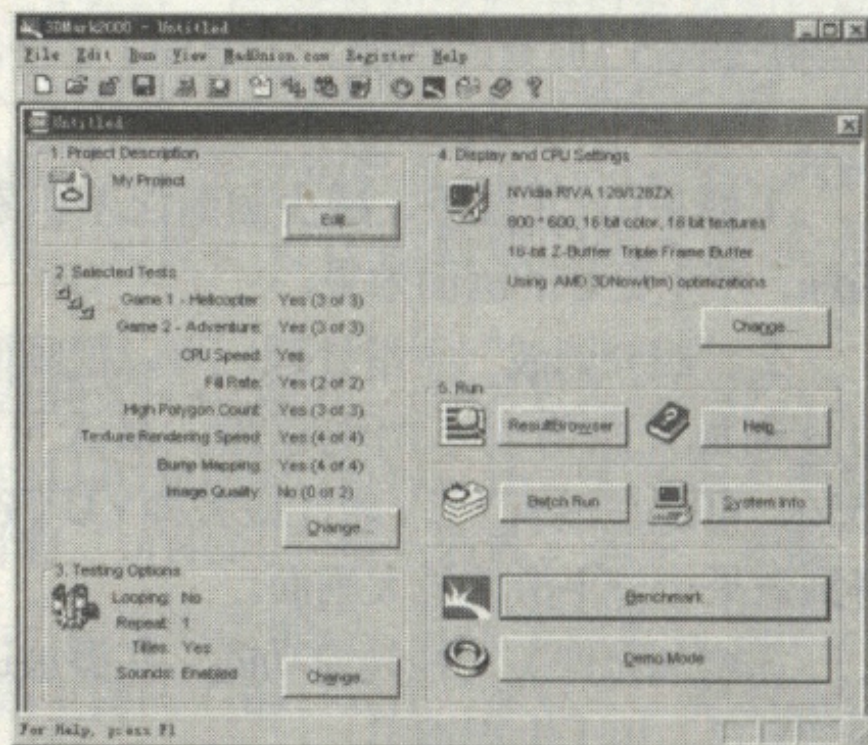 3DMark2000 - Untitled
File Edit Run View MadOnion.com Register Help
Untitled
1. Project Description
My Project
Edit...
2. Selected Tests
Game 1 - Helicopter: Yes (3 of 3)
Game 2 - Adventure: Yes (3 of 3)
CPU Speed: Yes
Fill Rate: Yes (2 of 2)
High Polygon Count: Yes (3 of 3)
Texture Rendering Speed: Yes (4 of 4)
Bump Mapping: Yes (4 of 4)
Image Quality: No (0 of 2)
Change...
3. Testing Options
Looping: No
Repeat: 1
Titles: Yes
Sounds: Enabled
Change...
4. Display and CPU Settings
NVidia RIVA 128/128ZX
800 * 600, 16 bit color, 16 bit textures
16-bit Z-Buffer Triple Frame Buffer
Using AMD 3DNow!(tm) optimizations
Change...
5. Run
ResultBrowser
Help...
Batch Run
System Info
Benchmark
Demo Mode
For Help, press F1